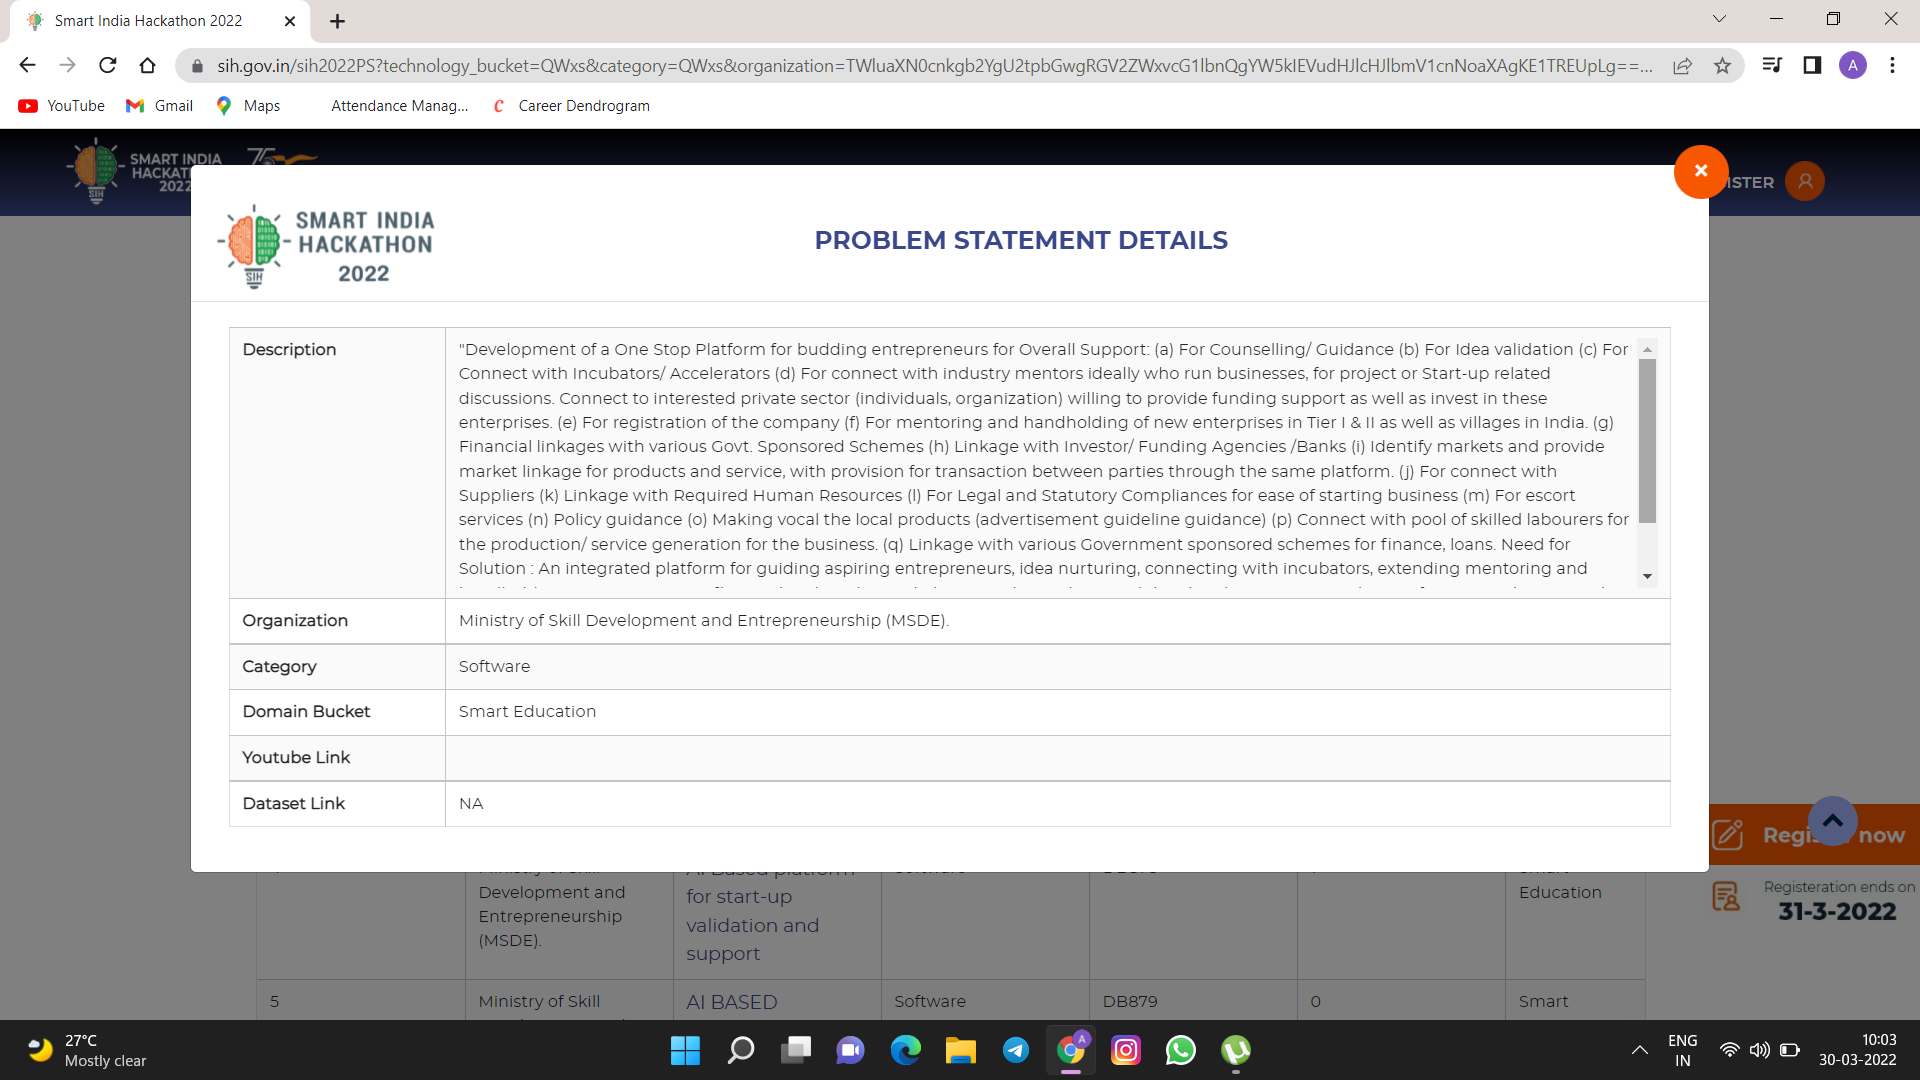 Smart India Hackathon 2022
sih.gov.in/sih2022PS?technology_bucket=QWxs&category=QWxs&organization=TWluaXN0cnkgb2YgU2tpbGwgRGV2ZWxvcG1lbnQgYW5kIEVudHJlcHJlbmV1cnNoaXAgKE1TREUpLg==...
A
YouTube
Gmail
Maps
Attendance Manag...
Career Dendrogram
SMART INDIA
2022
ISTER
SMART INDIA
HACKATHON
2022
SIH
PROBLEM STATEMENT DETAILS
Description
"Development of a One Stop Platform for budding entrepreneurs for Overall Support: (a) For Counselling/ Guidance (b) For Idea validation (c) For
Connect with Incubators/ Accelerators (d) For connect with industry mentors ideally who run businesses, for project or Start-up related
discussions. Connect to interested private sector (individuals, organization) willing to provide funding support as well as invest in these
enterprises. (e) For registration of the company (f) For mentoring and handholding of new enterprises in Tier I & II as well as villages in India. (g)
Financial linkages with various Govt. Sponsored Schemes (h) Linkage with Investor/ Funding Agencies /Banks (i) Identify markets and provide
market linkage for products and service, with provision for transaction between parties through the same platform. (j) For connect with
Suppliers (k) Linkage with Required Human Resources (l) For Legal and Statutory Compliances for ease of starting business (m) For escort
services (n) Policy guidance (o) Making vocal the local products (advertisement guideline guidance) (p) Connect with pool of skilled labourers for
the production/ service generation for the business. (q) Linkage with various Government sponsored schemes for finance, loans. Need for
Solution : An integrated platform for guiding aspiring entrepreneurs, idea nurturing, connecting with incubators, extending mentoring and
Organization
Ministry of Skill Development and Entrepreneurship (MSDE).
Category
Software
Domain Bucket
Smart Education
Youtube Link
Dataset Link
NA
Development and
Entrepreneurship
(MSDE).
AI Based platform
for start-up
validation and
support
Education
Register now
Registeration ends on
31-3-2022
5
Ministry of Skill
AI BASED
Software
DB879
0
Smart
27°C
Mostly clear
A
ENG
IN
10:03
30-03-2022